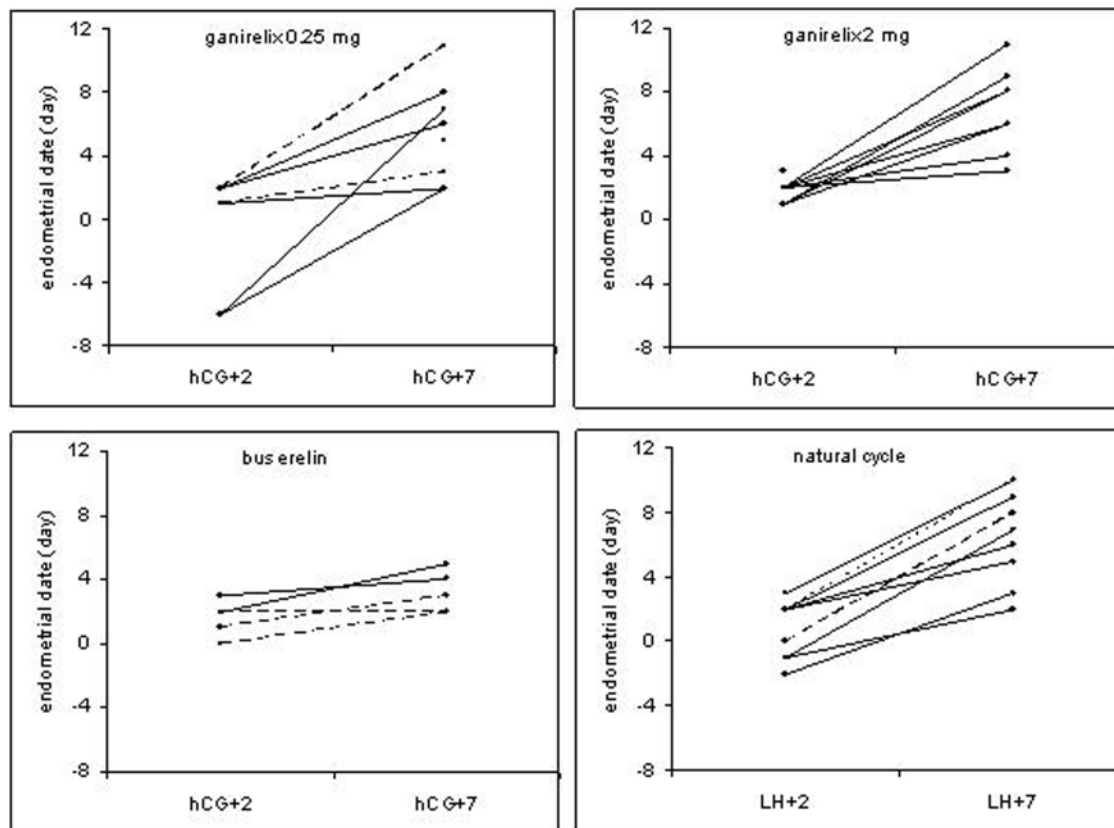 ganirelix 0.25 mg
endometrial date (day)
12
8
4
0
-4
-8
hCG+2
hCG+7
ganirelix 2 mg
endometrial date (day)
12
8
4
0
-4
-8
hCG+2
hCG+7
buserelin
endometrial date (day)
12
8
4
0
-4
-8
hCG+2
hCG+7
natural cycle
endometrial date (day)
12
8
4
0
-4
-8
LH+2
LH+7